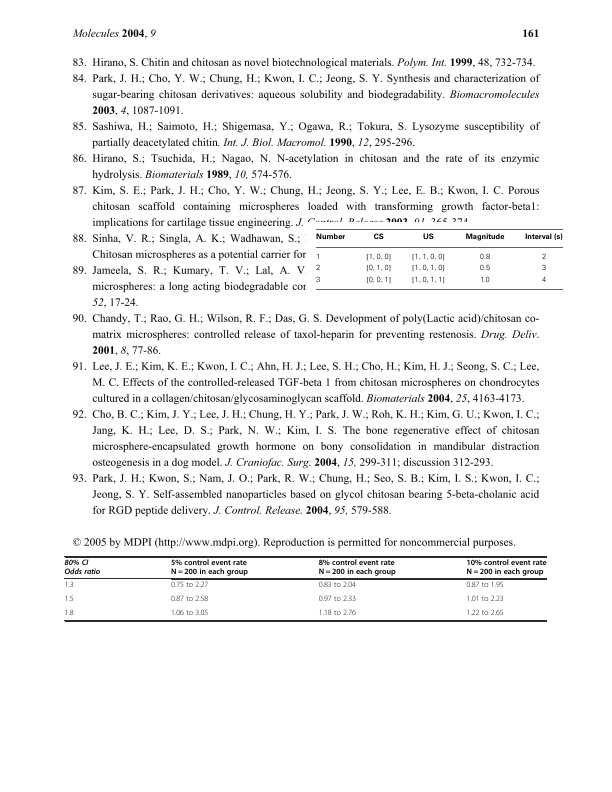 Molecules 2004, 9 161
83. Hirano, S. Chitin and chitosan as novel biotechnological materials. Polym. Int. 1999, 48, 732-734.
84. Park, J. H.; Cho, Y. W.; Chung, H.; Kwon, I. C.; Jeong, S. Y. Synthesis and characterization of
sugar-bearing chitosan derivatives: aqueous solubility and biodegradability. Biomacromolecules
2003, 4, 1087-1091.
85. Sashiwa, H.; Saimoto, H.; Shigemasa, Y.; Ogawa, R.; Tokura, S. Lysozyme susceptibility of
partially deacetylated chitin. Int. J. Biol. Macromol. 1990, 12, 295-296.
86. Hirano, S.; Tsuchida, H.; Nagao, N. N-acetylation in chitosan and the rate of its enzymic
hydrolysis. Biomaterials 1989, 10, 574-576.
87. Kim, S. E.; Park, J. H.; Cho, Y. W.; Chung, H.; Jeong, S. Y.; Lee, E. B.; Kwon, I. C. Porous
chitosan scaffold containing microspheres loaded with transforming growth factor-beta1:
implications for cartilage tissue engineering. J. Control. Release 2003, 91, 365-374.
88. Sinha, V. R.; Singla, A. K.; Wadhawan, S.;
Chitosan microspheres as a potential carrier for
89. Jameela, S. R.; Kumary, T. V.; Lal, A. V
microspheres: a long acting biodegradable cor
52, 17-24.
Number CS US Magnitude Interval (s)
1 [1, 0, 0] [1, 1, 0, 0] 0.8 2
2 [0, 1, 0] [1, 0, 1, 0] 0.5 3
3 [0, 0, 1] [1, 0, 1, 1] 1.0 4
90. Chandy, T.; Rao, G. H.; Wilson, R. F.; Das, G. S. Development of poly(Lactic acid)/chitosan co-
matrix microspheres: controlled release of taxol-heparin for preventing restenosis. Drug. Deliv.
2001, 8, 77-86.
91. Lee, J. E.; Kim, K. E.; Kwon, I. C.; Ahn, H. J.; Lee, S. H.; Cho, H.; Kim, H. J.; Seong, S. C.; Lee,
M. C. Effects of the controlled-released TGF-beta 1 from chitosan microspheres on chondrocytes
cultured in a collagen/chitosan/glycosaminoglycan scaffold. Biomaterials 2004, 25, 4163-4173.
92. Cho, B. C.; Kim, J. Y.; Lee, J. H.; Chung, H. Y.; Park, J. W.; Roh, K. H.; Kim, G. U.; Kwon, I. C.;
Jang, K. H.; Lee, D. S.; Park, N. W.; Kim, I. S. The bone regenerative effect of chitosan
microsphere-encapsulated growth hormone on bony consolidation in mandibular distraction
osteogenesis in a dog model. J. Craniofac. Surg. 2004, 15, 299-311; discussion 312-293.
93. Park, J. H.; Kwon, S.; Nam, J. O.; Park, R. W.; Chung, H.; Seo, S. B.; Kim, I. S.; Kwon, I. C.;
Jeong, S. Y. Self-assembled nanoparticles based on glycol chitosan bearing 5-beta-cholanic acid
for RGD peptide delivery. J. Control. Release. 2004, 95, 579-588.
© 2005 by MDPI (http://www.mdpi.org). Reproduction is permitted for noncommercial purposes.
80% CI 5% control event rate 8% control event rate 10% control event rate
Odds ratio N = 200 in each group N = 200 in each group N = 200 in each group
1.3 0.75 to 2.27 0.83 to 2.04 0.87 to 1.95
1.5 0.87 to 2.58 0.97 to 2.33 1.01 to 2.23
1.8 1.06 to 3.05 1.18 to 2.76 1.22 to 2.65